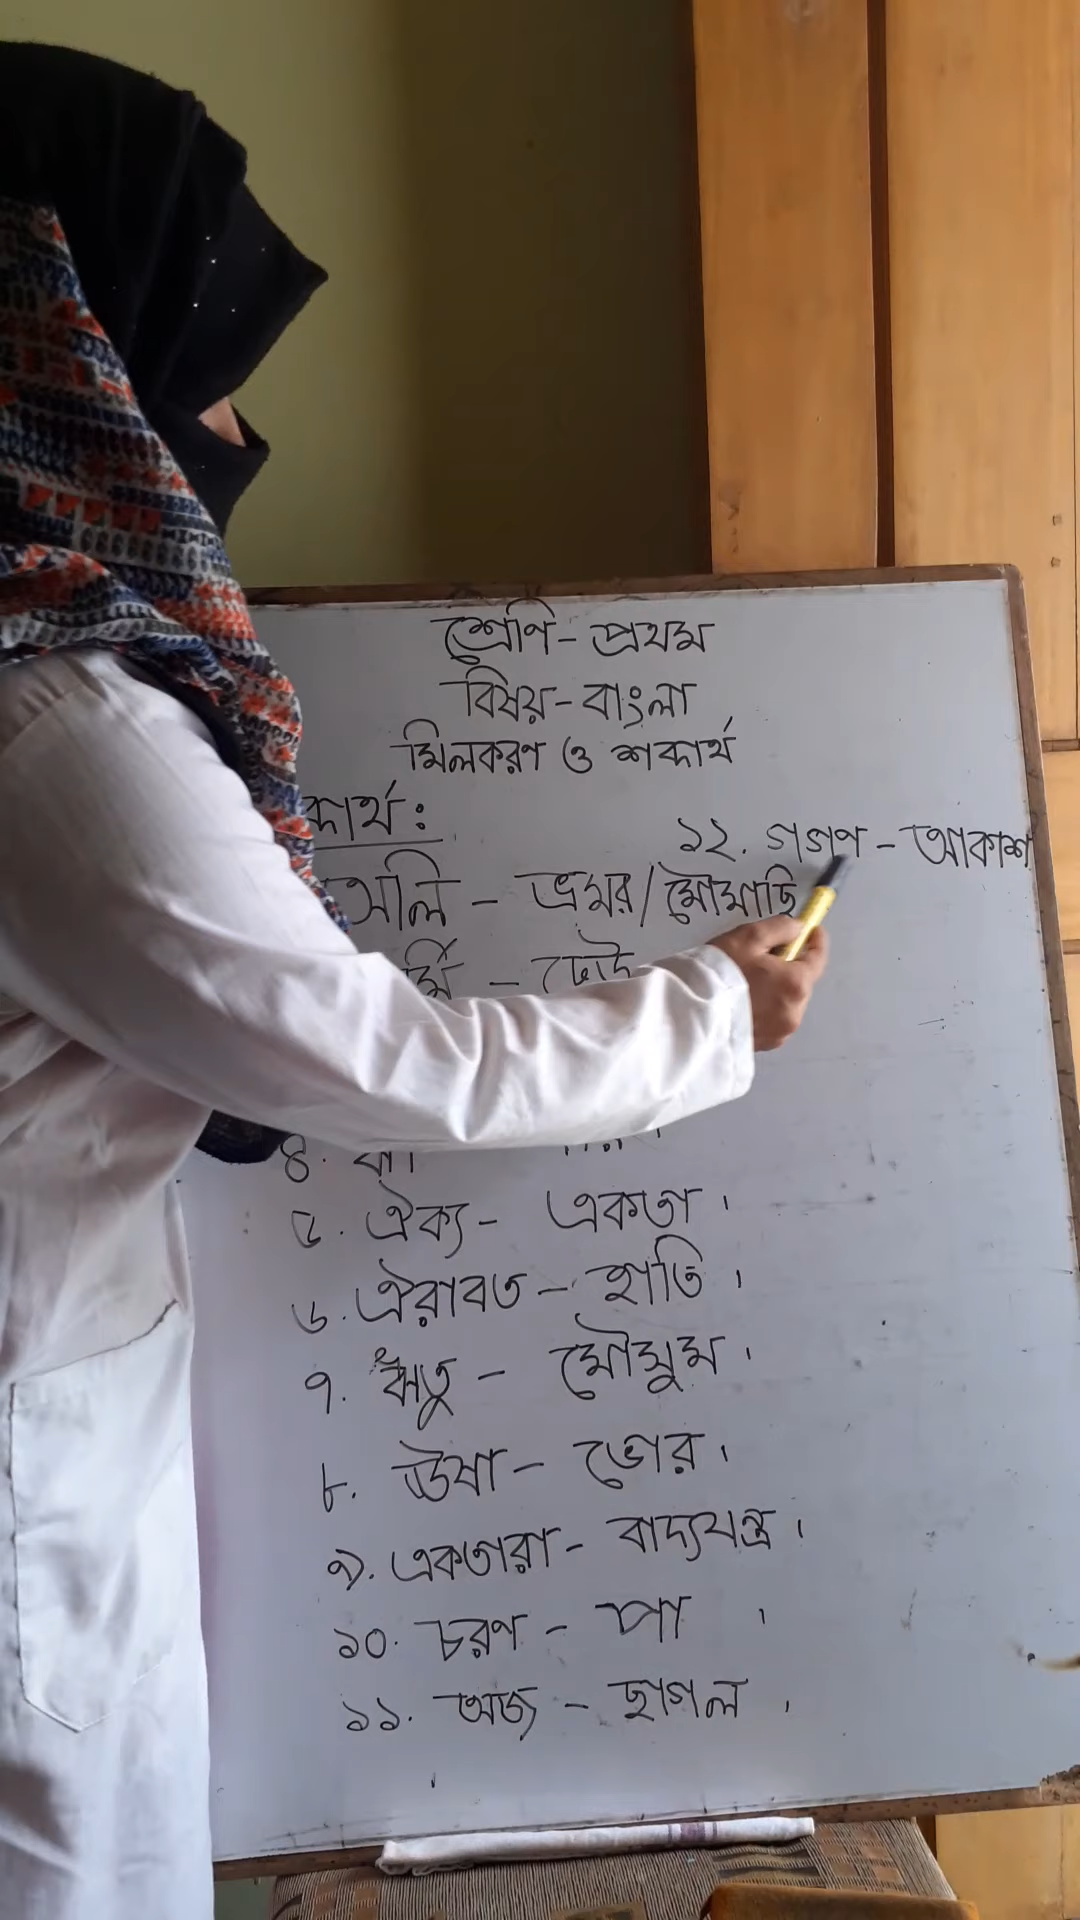 শ্রেণি - প্রথম
বিষয় - বাংলা
মিলকরণ ও শব্দার্থ
১২. গগণ - আকাশ
অলি - ভ্রমর / মৌমাছি
৪.
৫. ঐক্য - একতা ।
৬. ঐরাবত - হাতি ।
৭. ঋতু - মৌসুম ।
৮. ঊষা - ভোর ।
৯. একতারা - বাদ্যযন্ত্র ।
১০. চরণ - পা ।
১১. অজ - ছাগল ।